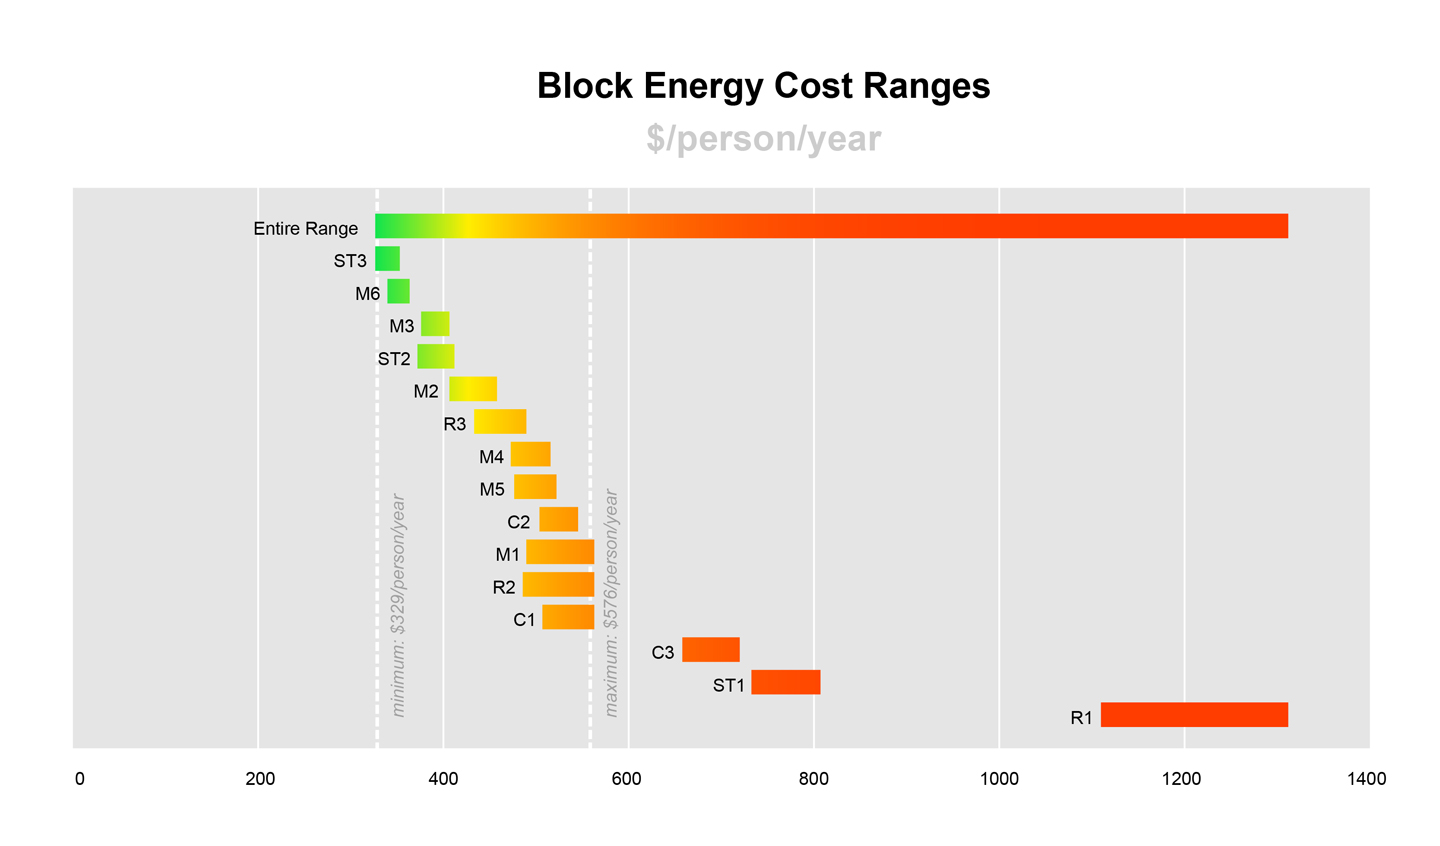 Block Energy Cost Ranges
$/person/year
Entire Range
ST3
M6
M3
ST2
M2
R3
M4
M5
C2
M1
R2
C1
C3
ST1
R1
minimum: $329/person/year
maximum: $576/person/year
0 200 400 600 800 1000 1200 1400